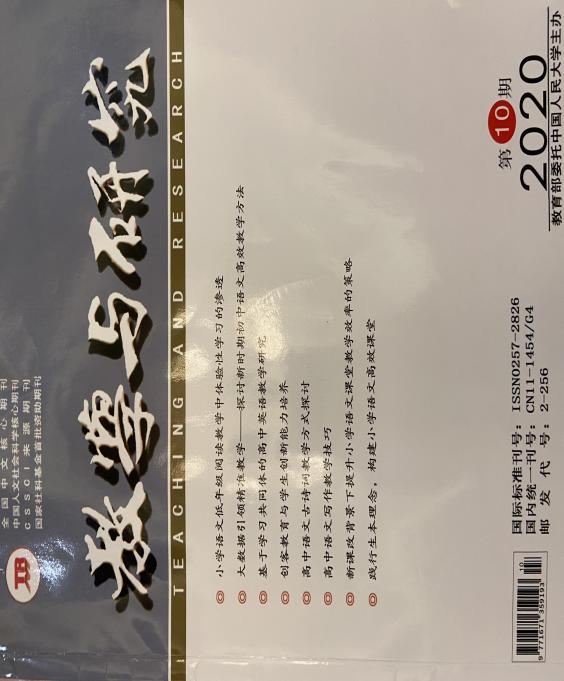 全国中文核心期刊
中国人文社会科学核心期刊
CSSCI来源期刊
国家社科基金首批资助期刊
教学与研究
TEACHING AND RESEARCH
小学语文低年级阅读教学中体验性学习的渗透
大数据引领精准教学——探讨新时期初中语文高效教学方法
基于学习共同体的高中英语教学研究
创客教育与学生创新能力培养
高中语文古诗词教学方式探讨
高中语文写作教学技巧
新课改背景下提升小学语文课堂教学效率的策略
践行生本理念，构建小学语文高效课堂
第10期
2020
教育部委托中国人民大学主办
国际标准刊号：ISSN0257-2826
国内统一刊号：CN11-1454/G4
邮发代号：2-256
10
9 771671 359193